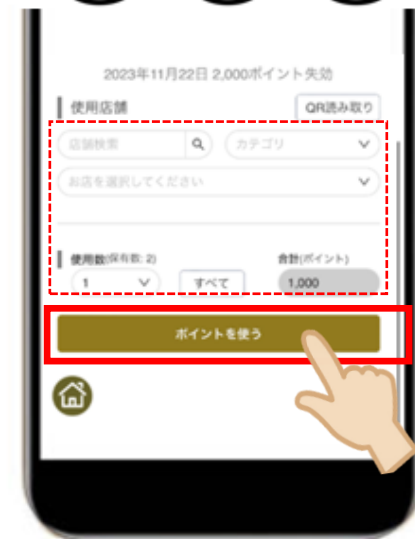 2023年11月22日 2,000ポイント失効
使用店舗 QR読み取り
店舗検索 カテゴリ
お店を選択してください
使用数(保有数: 2) 合計(ポイント)
1 すべて 1,000
ポイントを使う